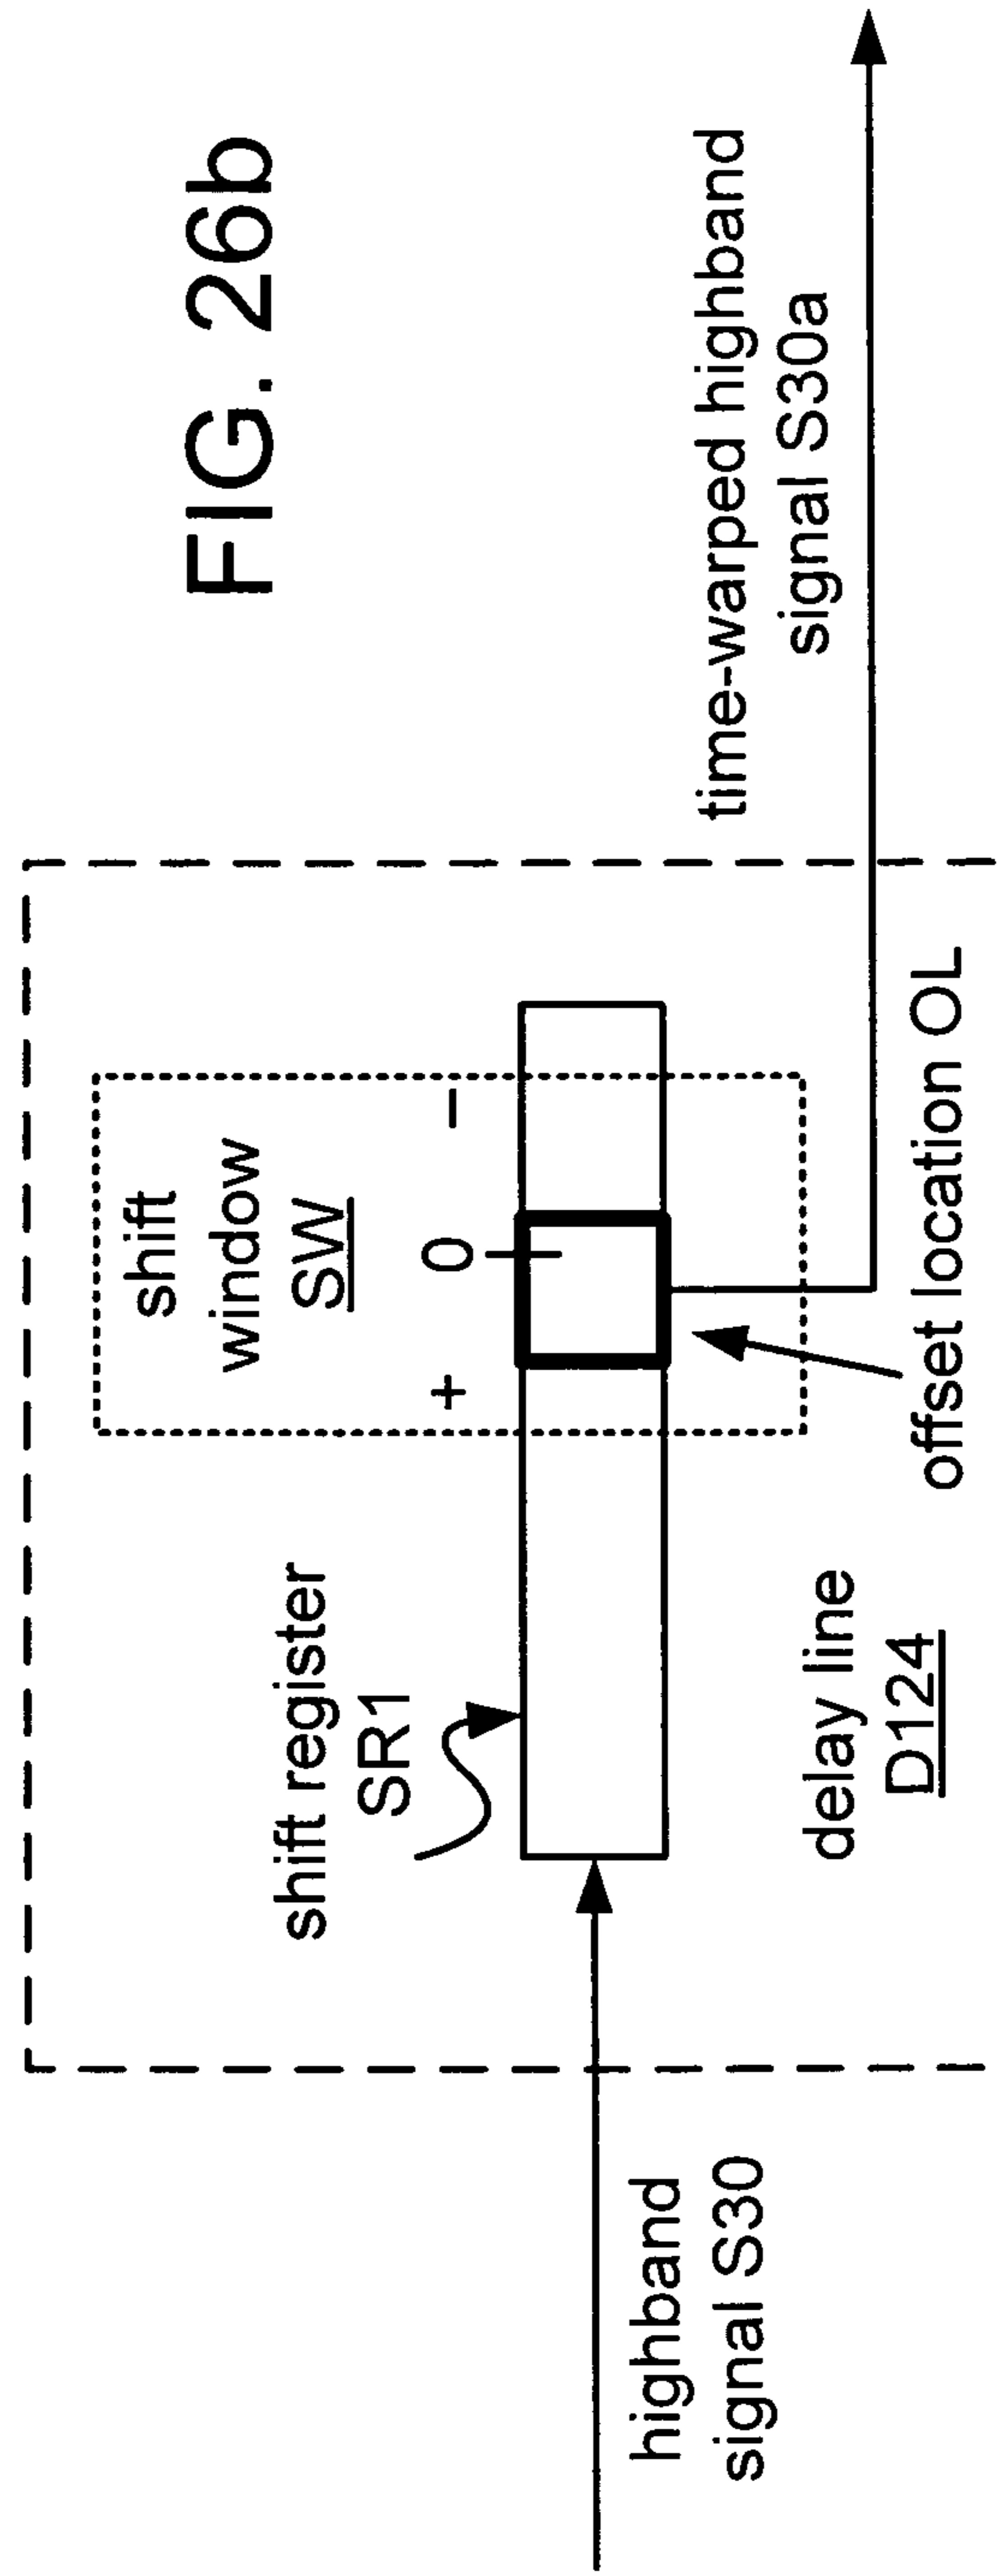 FIG. 26b
shift
window
SW
+ 0 −
shift register
SR1
highband
signal S30
delay line
D124
offset location OL
time-warped highband
signal S30a